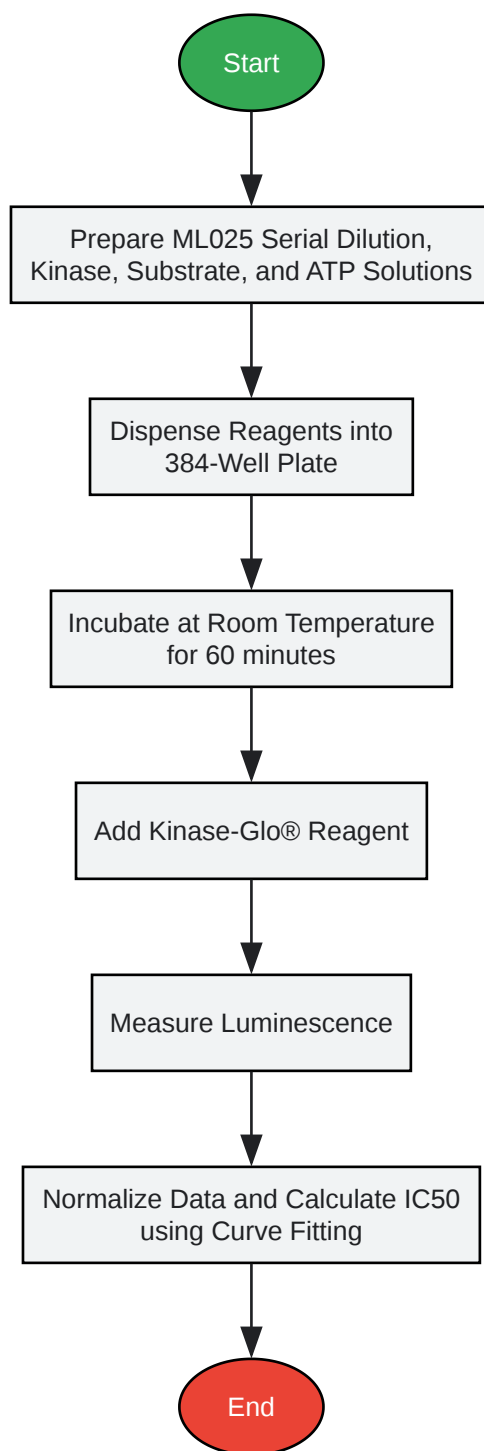 Start
Prepare ML025 Serial Dilution,
Kinase, Substrate, and ATP Solutions
Dispense Reagents into
384-Well Plate
Incubate at Room Temperature
for 60 minutes
Add Kinase-Glo® Reagent
Measure Luminescence
Normalize Data and Calculate IC50
using Curve Fitting
End